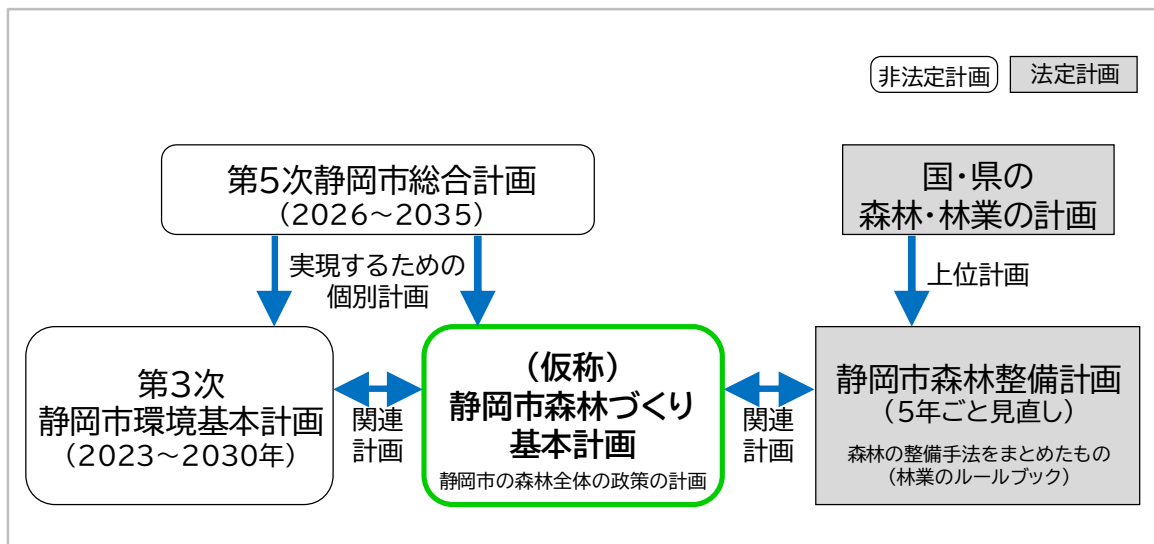 非法定計画
法定計画
第5次静岡市総合計画
（2026～2035）
国・県の
森林・林業の計画
実現するための
個別計画
上位計画
第3次
静岡市環境基本計画
（2023～2030年）
関連
計画
（仮称）
静岡市森林づくり
基本計画
静岡市の森林全体の政策の計画
関連
計画
静岡市森林整備計画
（5年ごと見直し）
森林の整備手法をまとめたもの
（林業のルールブック）